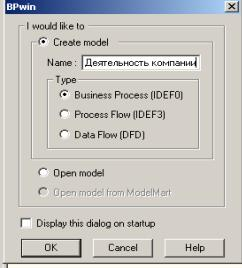 BPwin
I would like to
Create model
Name : Деятельность компании
Type
Business Process (IDEF0)
Process Flow (IDEF3)
Data Flow (DFD)
Open model
Open model from ModelMart
Display this dialog on startup
OK Cancel Help